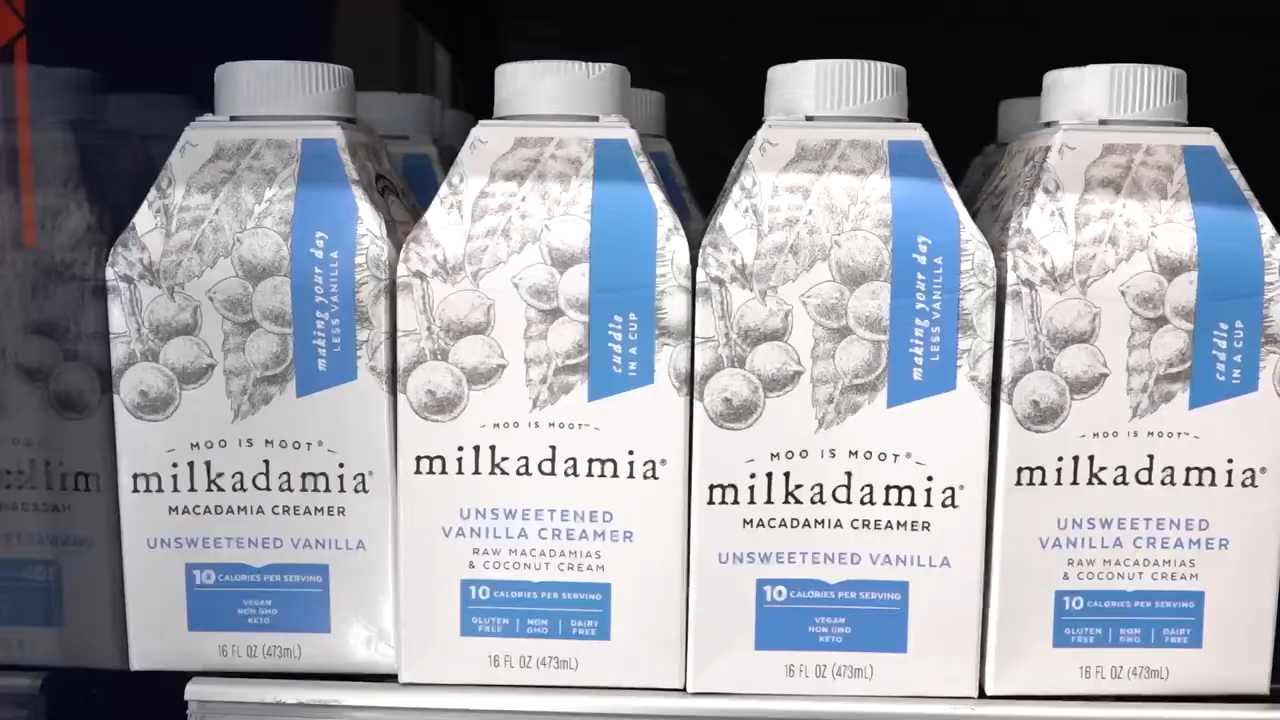 making your day
LESS VANILLA
- MOO IS MOOT® -
milkadamia®
MACADAMIA CREAMER
UNSWEETENED VANILLA
10 CALORIES PER SERVING
VEGAN
NON GMO
KETO
16 FL OZ (473mL)
cuddle
IN A CUP
- MOO IS MOOT™ -
milkadamia®
UNSWEETENED
VANILLA CREAMER
RAW MACADAMIAS
& COCONUT CREAM
10 CALORIES PER SERVING
GLUTEN FREE | NON GMO | DAIRY FREE
16 FL OZ (473mL)
making your day
LESS VANILLA
- MOO IS MOOT® -
milkadamia®
MACADAMIA CREAMER
UNSWEETENED VANILLA
10 CALORIES PER SERVING
VEGAN
NON GMO
KETO
16 FL OZ (473mL)
cuddle
IN A CUP
- MOO IS MOOT™ -
milkadamia®
UNSWEETENED
VANILLA CREAMER
RAW MACADAMIAS
& COCONUT CREAM
10 CALORIES PER SERVING
GLUTEN FREE | NON GMO | DAIRY FREE
16 FL OZ (473mL)